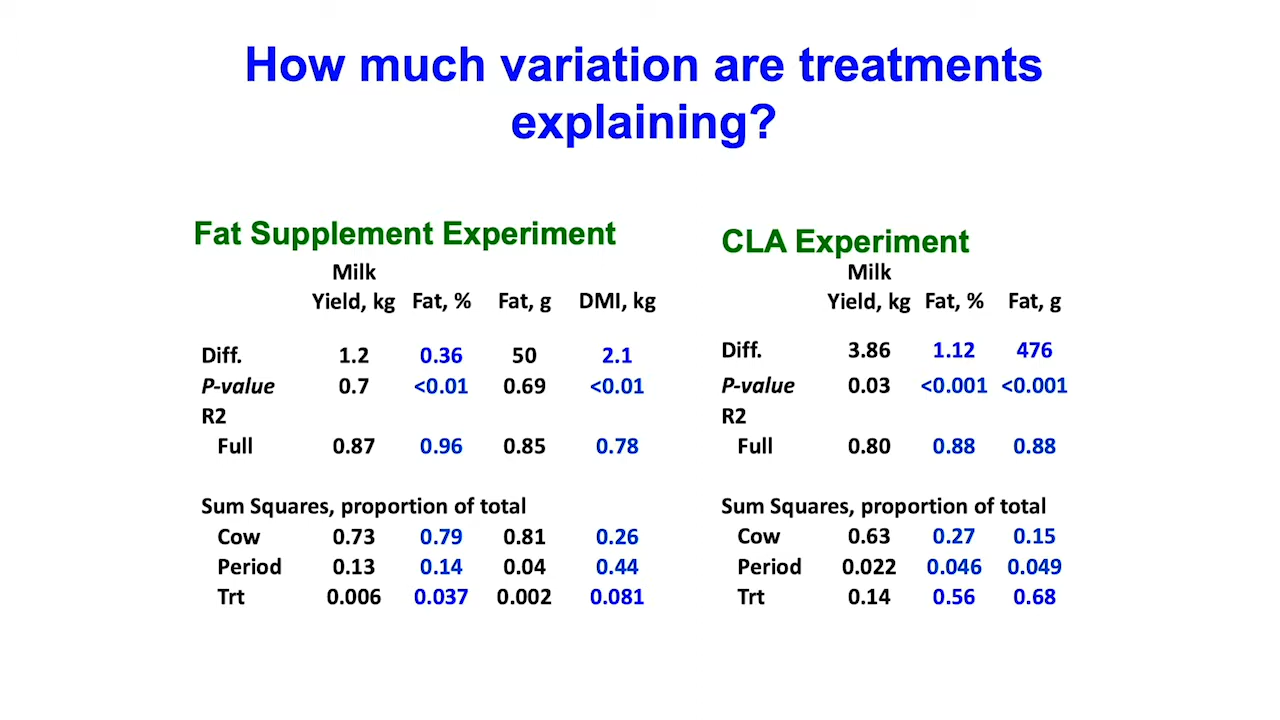 How much variation are treatments
explaining?
Fat Supplement Experiment
Milk
Yield, kg Fat, % Fat, g DMI, kg
Diff. 1.2 0.36 50 2.1
P-value 0.7 <0.01 0.69 <0.01
R2
Full 0.87 0.96 0.85 0.78
Sum Squares, proportion of total
Cow 0.73 0.79 0.81 0.26
Period 0.13 0.14 0.04 0.44
Trt 0.006 0.037 0.002 0.081
CLA Experiment
Milk
Yield, kg Fat, % Fat, g
Diff. 3.86 1.12 476
P-value 0.03 <0.001 <0.001
R2
Full 0.80 0.88 0.88
Sum Squares, proportion of total
Cow 0.63 0.27 0.15
Period 0.022 0.046 0.049
Trt 0.14 0.56 0.68